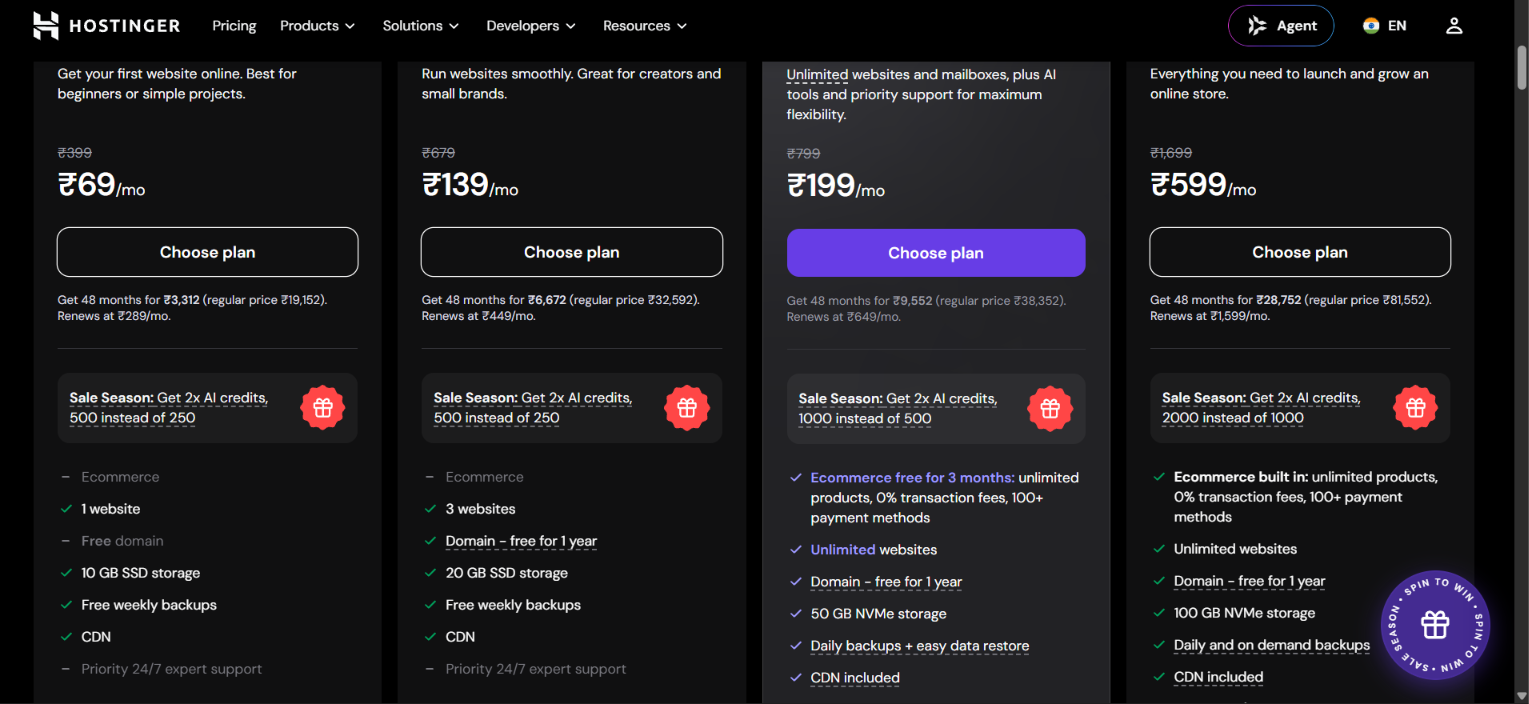 HOSTINGER
Pricing
Products
Solutions
Developers
Resources
Agent
EN
Get your first website online. Best for
beginners or simple projects.
₹399
₹69/mo
Choose plan
Get 48 months for ₹3,312 (regular price ₹19,152).
Renews at ₹289/mo.
Sale Season: Get 2x AI credits,
500 instead of 250
Ecommerce
1 website
Free domain
10 GB SSD storage
Free weekly backups
CDN
Priority 24/7 expert support
Run websites smoothly. Great for creators and
small brands.
₹679
₹139/mo
Choose plan
Get 48 months for ₹6,672 (regular price ₹32,592).
Renews at ₹449/mo.
Sale Season: Get 2x AI credits,
500 instead of 250
Ecommerce
3 websites
Domain - free for 1 year
20 GB SSD storage
Free weekly backups
CDN
Priority 24/7 expert support
Unlimited websites and mailboxes, plus AI
tools and priority support for maximum
flexibility.
₹799
₹199/mo
Choose plan
Get 48 months for ₹9,552 (regular price ₹38,352).
Renews at ₹649/mo.
Sale Season: Get 2x AI credits,
1000 instead of 500
Ecommerce free for 3 months: unlimited
products, 0% transaction fees, 100+
payment methods
Unlimited websites
Domain - free for 1 year
50 GB NVMe storage
Daily backups + easy data restore
CDN included
Everything you need to launch and grow an
online store.
₹1,699
₹599/mo
Choose plan
Get 48 months for ₹28,752 (regular price ₹81,552).
Renews at ₹1,599/mo.
Sale Season: Get 2x AI credits,
2000 instead of 1000
Ecommerce built in: unlimited products,
0% transaction fees, 100+ payment
methods
Unlimited websites
Domain - free for 1 year
100 GB NVMe storage
Daily and on demand backups
CDN included
SPIN TO WIN • SPIN TO WIN • SALE SEASON •